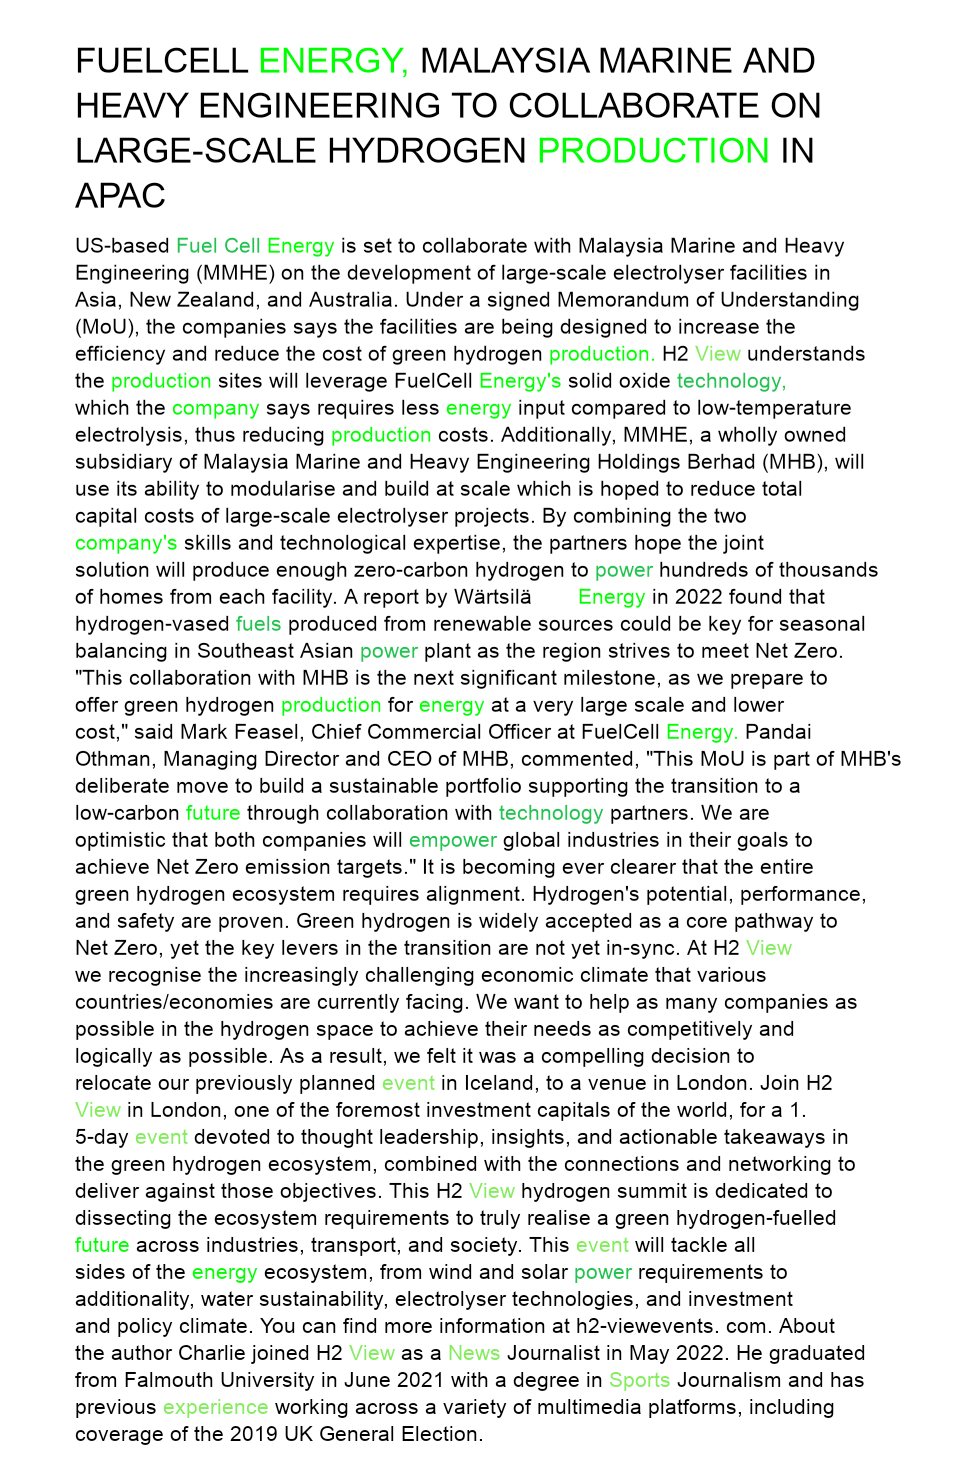 FUELCELL ENERGY, MALAYSIA MARINE AND
HEAVY ENGINEERING TO COLLABORATE ON
LARGE-SCALE HYDROGEN PRODUCTION IN
APAC
US-based Fuel Cell Energy is set to collaborate with Malaysia Marine and Heavy
Engineering (MMHE) on the development of large-scale electrolyser facilities in
Asia, New Zealand, and Australia. Under a signed Memorandum of Understanding
(MoU), the companies says the facilities are being designed to increase the
efficiency and reduce the cost of green hydrogen production. H2 View understands
the production sites will leverage FuelCell Energy's solid oxide technology,
which the company says requires less energy input compared to low-temperature
electrolysis, thus reducing production costs. Additionally, MMHE, a wholly owned
subsidiary of Malaysia Marine and Heavy Engineering Holdings Berhad (MHB), will
use its ability to modularise and build at scale which is hoped to reduce total
capital costs of large-scale electrolyser projects. By combining the two
company's skills and technological expertise, the partners hope the joint
solution will produce enough zero-carbon hydrogen to power hundreds of thousands
of homes from each facility. A report by Wärtsilä Energy in 2022 found that
hydrogen-vased fuels produced from renewable sources could be key for seasonal
balancing in Southeast Asian power plant as the region strives to meet Net Zero.
"This collaboration with MHB is the next significant milestone, as we prepare to
offer green hydrogen production for energy at a very large scale and lower
cost," said Mark Feasel, Chief Commercial Officer at FuelCell Energy. Pandai
Othman, Managing Director and CEO of MHB, commented, "This MoU is part of MHB's
deliberate move to build a sustainable portfolio supporting the transition to a
low-carbon future through collaboration with technology partners. We are
optimistic that both companies will empower global industries in their goals to
achieve Net Zero emission targets." It is becoming ever clearer that the entire
green hydrogen ecosystem requires alignment. Hydrogen's potential, performance,
and safety are proven. Green hydrogen is widely accepted as a core pathway to
Net Zero, yet the key levers in the transition are not yet in-sync. At H2 View
we recognise the increasingly challenging economic climate that various
countries/economies are currently facing. We want to help as many companies as
possible in the hydrogen space to achieve their needs as competitively and
logically as possible. As a result, we felt it was a compelling decision to
relocate our previously planned event in Iceland, to a venue in London. Join H2
View in London, one of the foremost investment capitals of the world, for a 1.
5-day event devoted to thought leadership, insights, and actionable takeaways in
the green hydrogen ecosystem, combined with the connections and networking to
deliver against those objectives. This H2 View hydrogen summit is dedicated to
dissecting the ecosystem requirements to truly realise a green hydrogen-fuelled
future across industries, transport, and society. This event will tackle all
sides of the energy ecosystem, from wind and solar power requirements to
additionality, water sustainability, electrolyser technologies, and investment
and policy climate. You can find more information at h2-viewevents. com. About
the author Charlie joined H2 View as a News Journalist in May 2022. He graduated
from Falmouth University in June 2021 with a degree in Sports Journalism and has
previous experience working across a variety of multimedia platforms, including
coverage of the 2019 UK General Election.